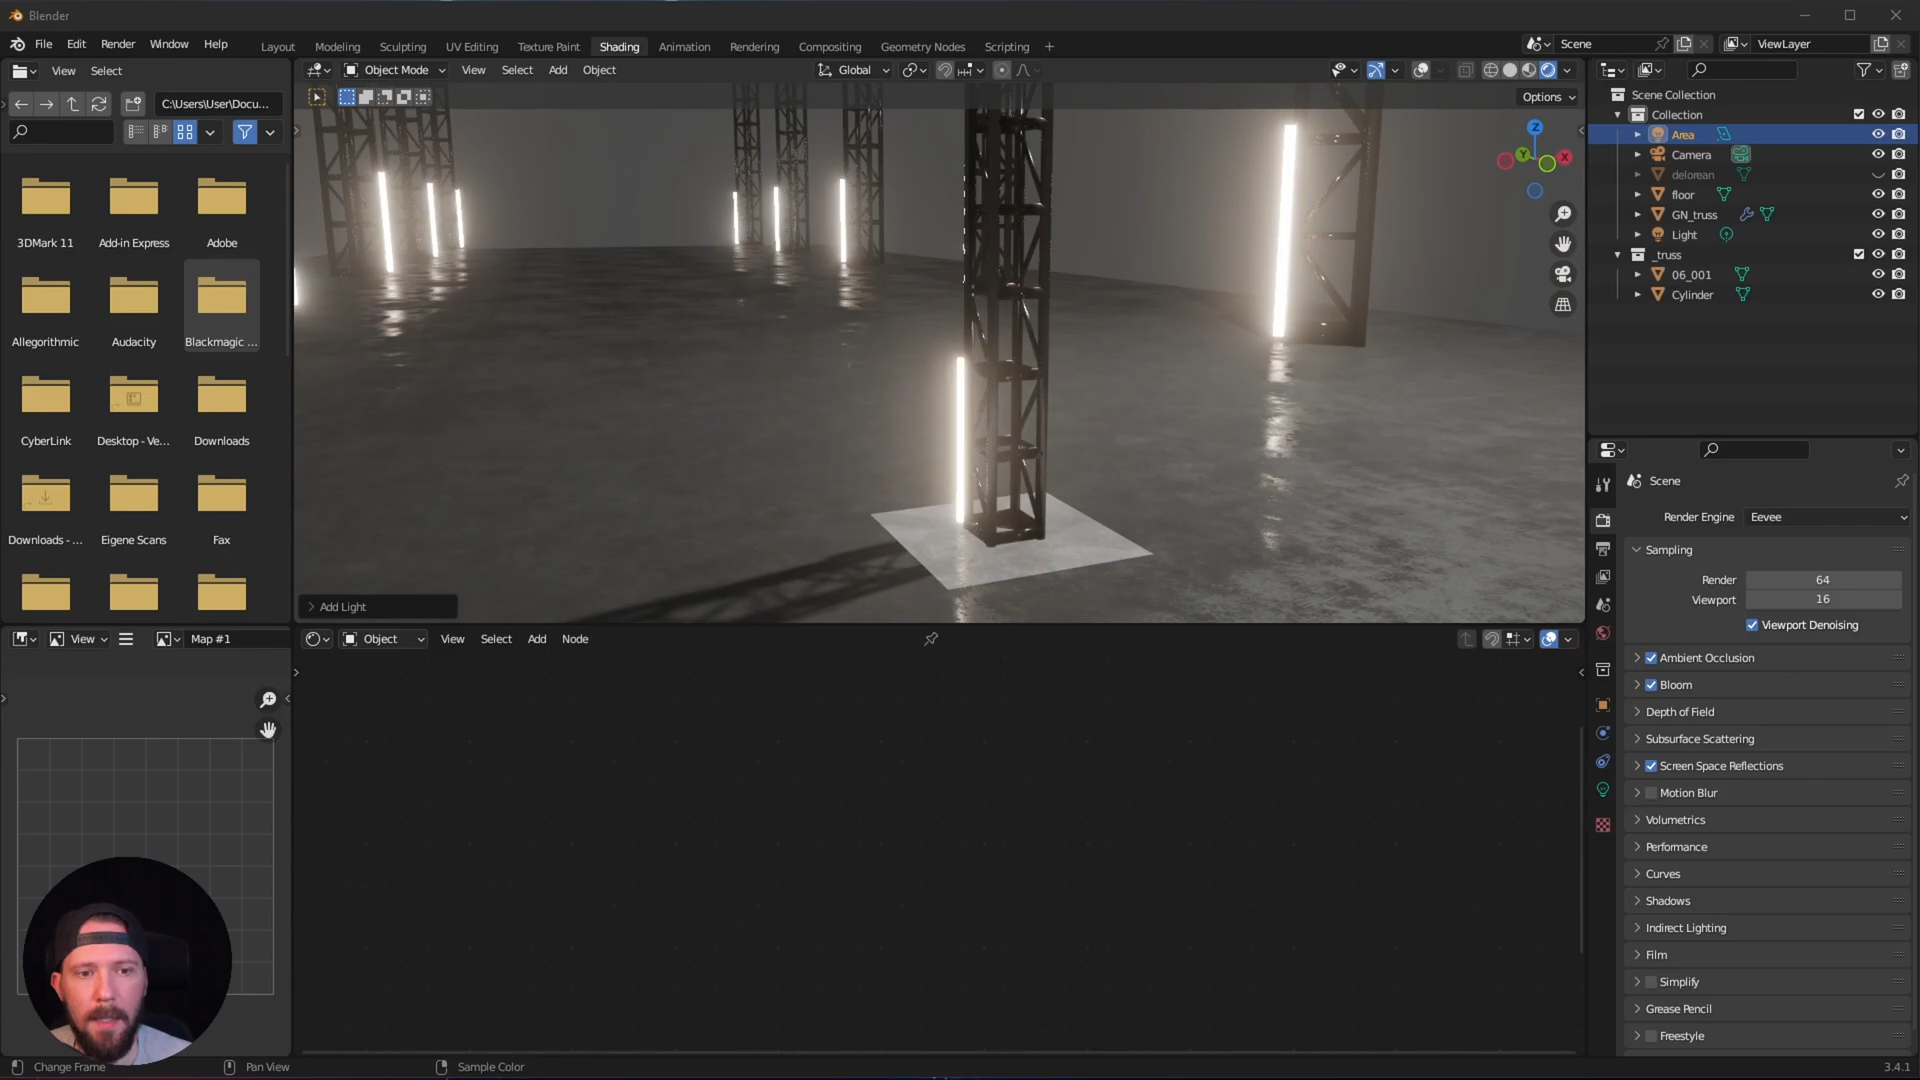 Blender
File Edit Render Window Help
Layout Modeling Sculpting UV Editing Texture Paint Shading Animation Rendering Compositing Geometry Nodes Scripting +
Scene
ViewLayer
View Select
Object Mode View Select Add Object
Global
C:\Users\User\Docu...
Options
3DMark 11 Add-in Express Adobe
Allegorithmic Audacity Blackmagic ...
CyberLink Desktop - Ve... Downloads
Downloads - ... Eigene Scans Fax
Z
Y
X
Add Light
Scene Collection
Collection
Area
Camera
delorean
floor
GN_truss
Light
_truss
06_001
Cylinder
Scene
Render Engine Eevee
Sampling
Render 64
Viewport 16
Viewport Denoising
Ambient Occlusion
Bloom
Depth of Field
Subsurface Scattering
Screen Space Reflections
Motion Blur
Volumetrics
Performance
Curves
Shadows
Indirect Lighting
Film
Simplify
Grease Pencil
Freestyle
View
Map #1
Object View Select Add Node
Change Frame
Pan View
Sample Color
3.4.1